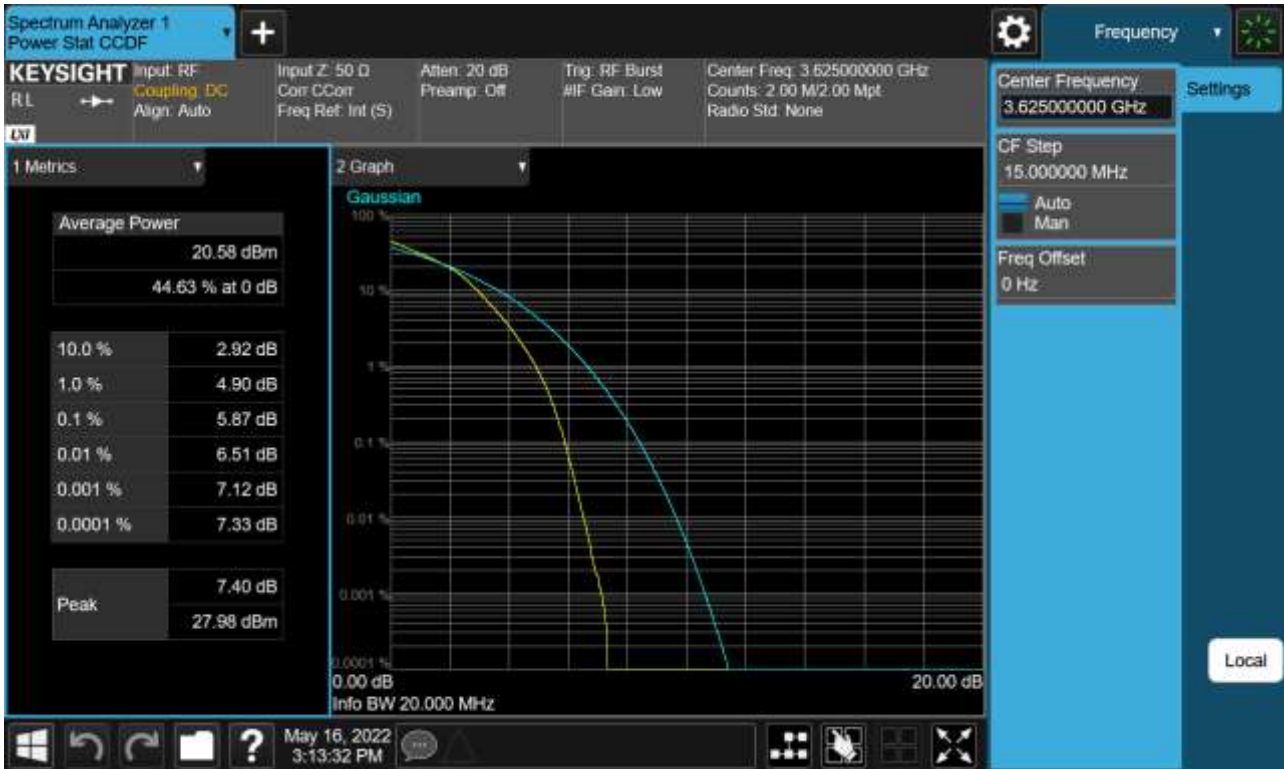 Spectrum Analyzer 1
Power Stat CCDF
+
Frequency
KEYSIGHT
RL
LXI
Input: RF
Coupling: DC
Align: Auto
Input Z: 50 Ω
Corr CCorr
Freq Ref: Int (S)
Atten: 20 dB
Preamp: Off
Trig: RF Burst
#IF Gain: Low
Center Freq: 3.625000000 GHz
Counts: 2.00 M/2.00 Mpt
Radio Std: None
Center Frequency
3.625000000 GHz
Settings
CF Step
15.000000 MHz
Auto
Man
Freq Offset
0 Hz
Local
1 Metrics
Average Power
20.58 dBm
44.63 % at 0 dB
10.0 % 2.92 dB
1.0 % 4.90 dB
0.1 % 5.87 dB
0.01 % 6.51 dB
0.001 % 7.12 dB
0.0001 % 7.33 dB
Peak
7.40 dB
27.98 dBm
2 Graph
Gaussian
100 %
10 %
1 %
0.1 %
0.01 %
0.001 %
0.0001 %
0.00 dB 20.00 dB
Info BW 20.000 MHz
?
May 16, 2022
3:13:32 PM